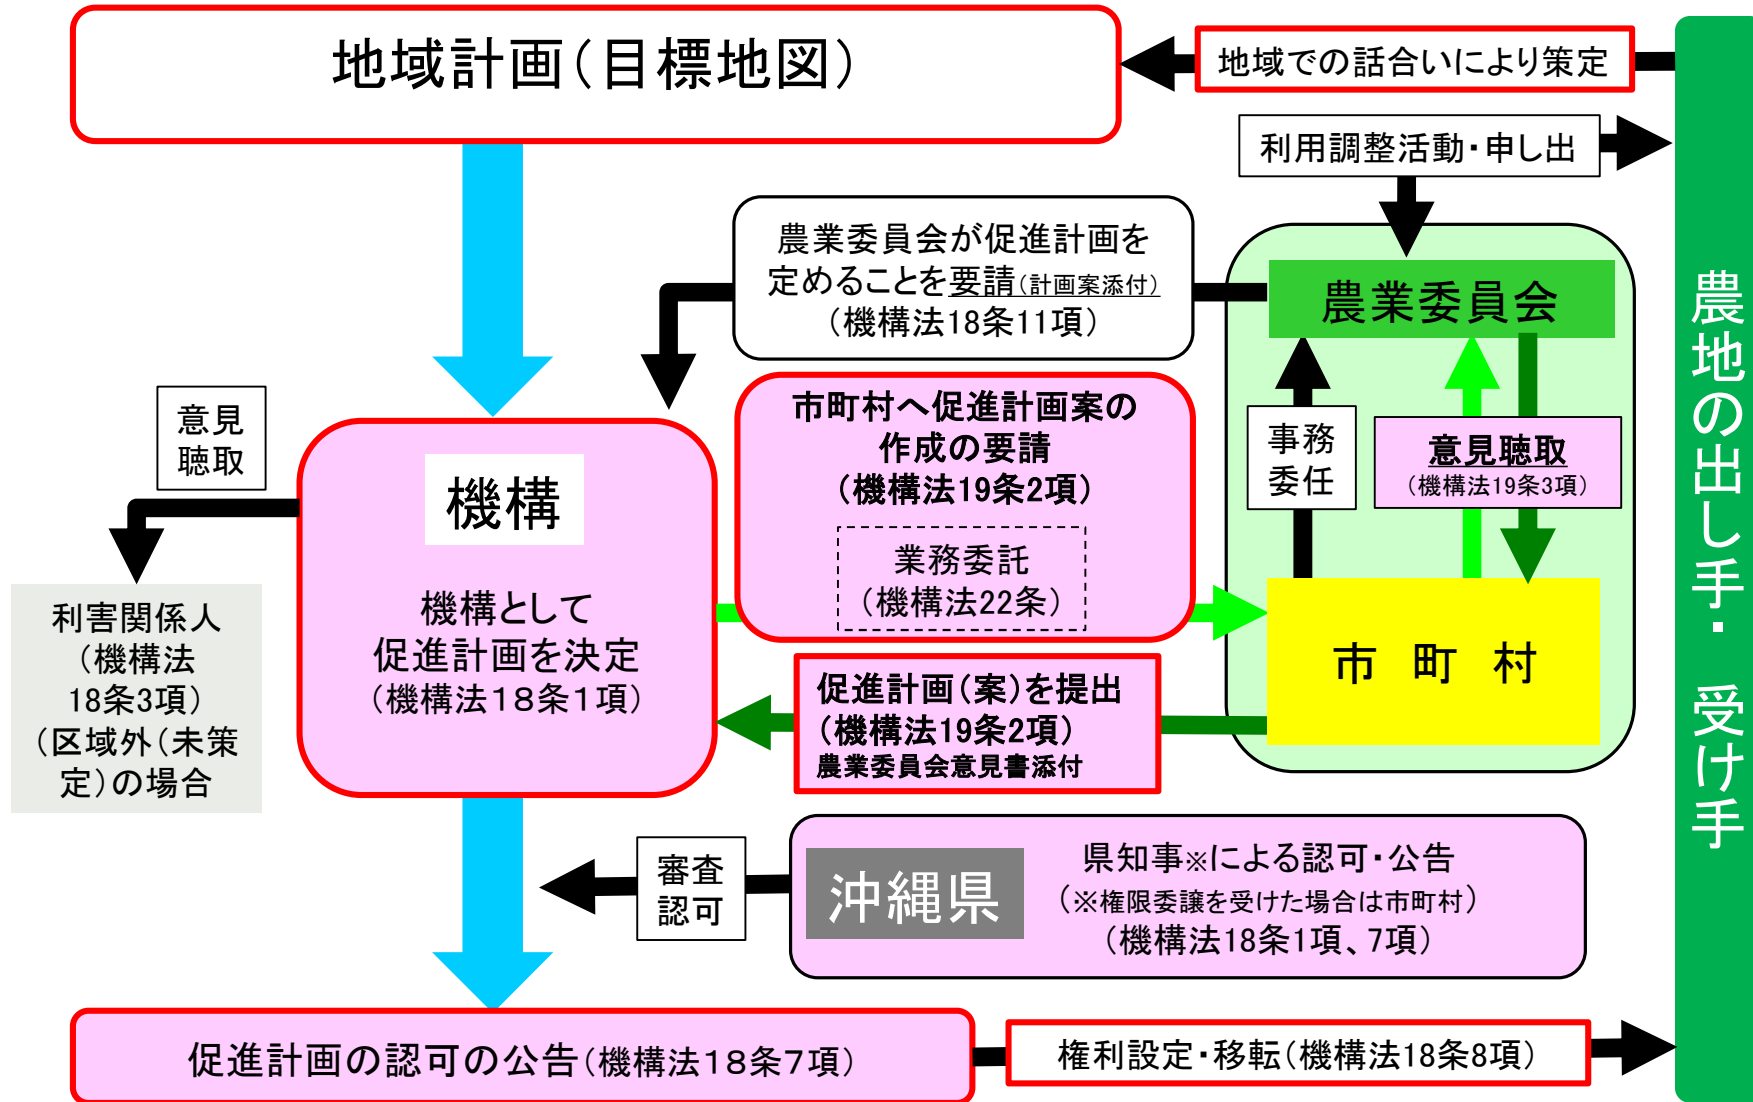 地域計画（目標地図）
地域での話合いにより策定
利用調整活動・申し出
農業委員会が促進計画を
定めることを要請（計画案添付）
（機構法18条11項）
農業委員会
農地の出し手・　受け手
意見
聴取
市町村へ促進計画案の
作成の要請
（機構法19条2項）
業務委託
（機構法22条）
事務
委任
意見聴取
（機構法19条3項）
機構
機構として
促進計画を決定
（機構法１８条１項）
利害関係人
（機構法
18条3項）
（区域外（未策
定）の場合
市　町　村
促進計画（案）を提出
（機構法19条2項）
農業委員会意見書添付
審査
認可
沖縄県
県知事※による認可・公告
（※権限委譲を受けた場合は市町村）
（機構法18条1項、7項）
促進計画の認可の公告（機構法１８条７項）
権利設定・移転（機構法18条8項）